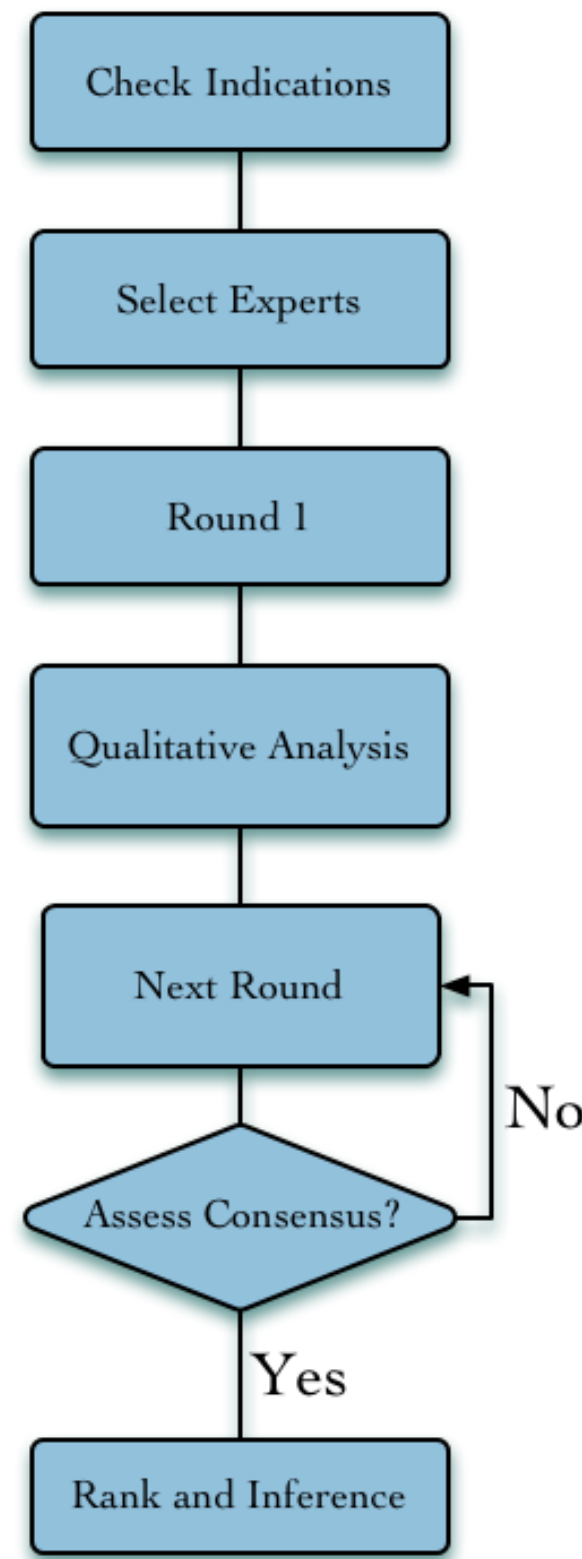 Check Indications
Select Experts
Round 1
Qualitative Analysis
Next Round
No
Assess Consensus?
Yes
Rank and Inference